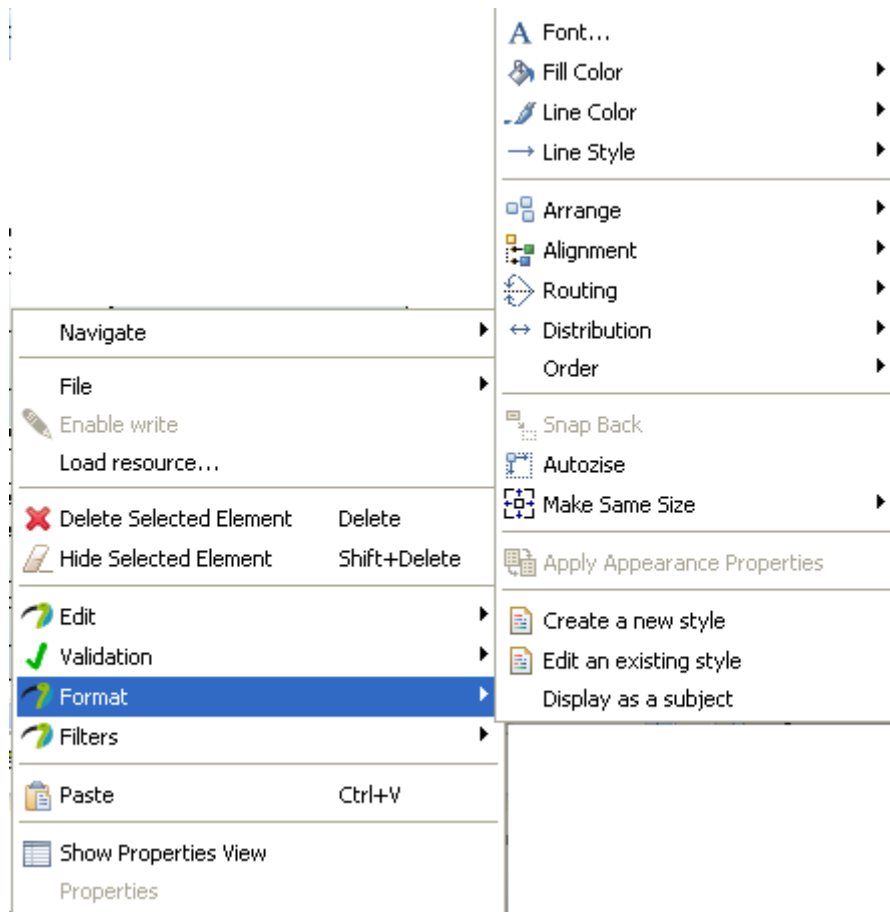 Font...
Fill Color
Line Color
Line Style
Arrange
Alignment
Routing
Distribution
Order
Snap Back
Autozise
Make Same Size
Apply Appearance Properties
Create a new style
Edit an existing style
Display as a subject
Navigate
File
Enable write
Load resource...
Delete Selected Element Delete
Hide Selected Element Shift+Delete
Edit
Validation
Format
Filters
Paste Ctrl+V
Show Properties View
Properties